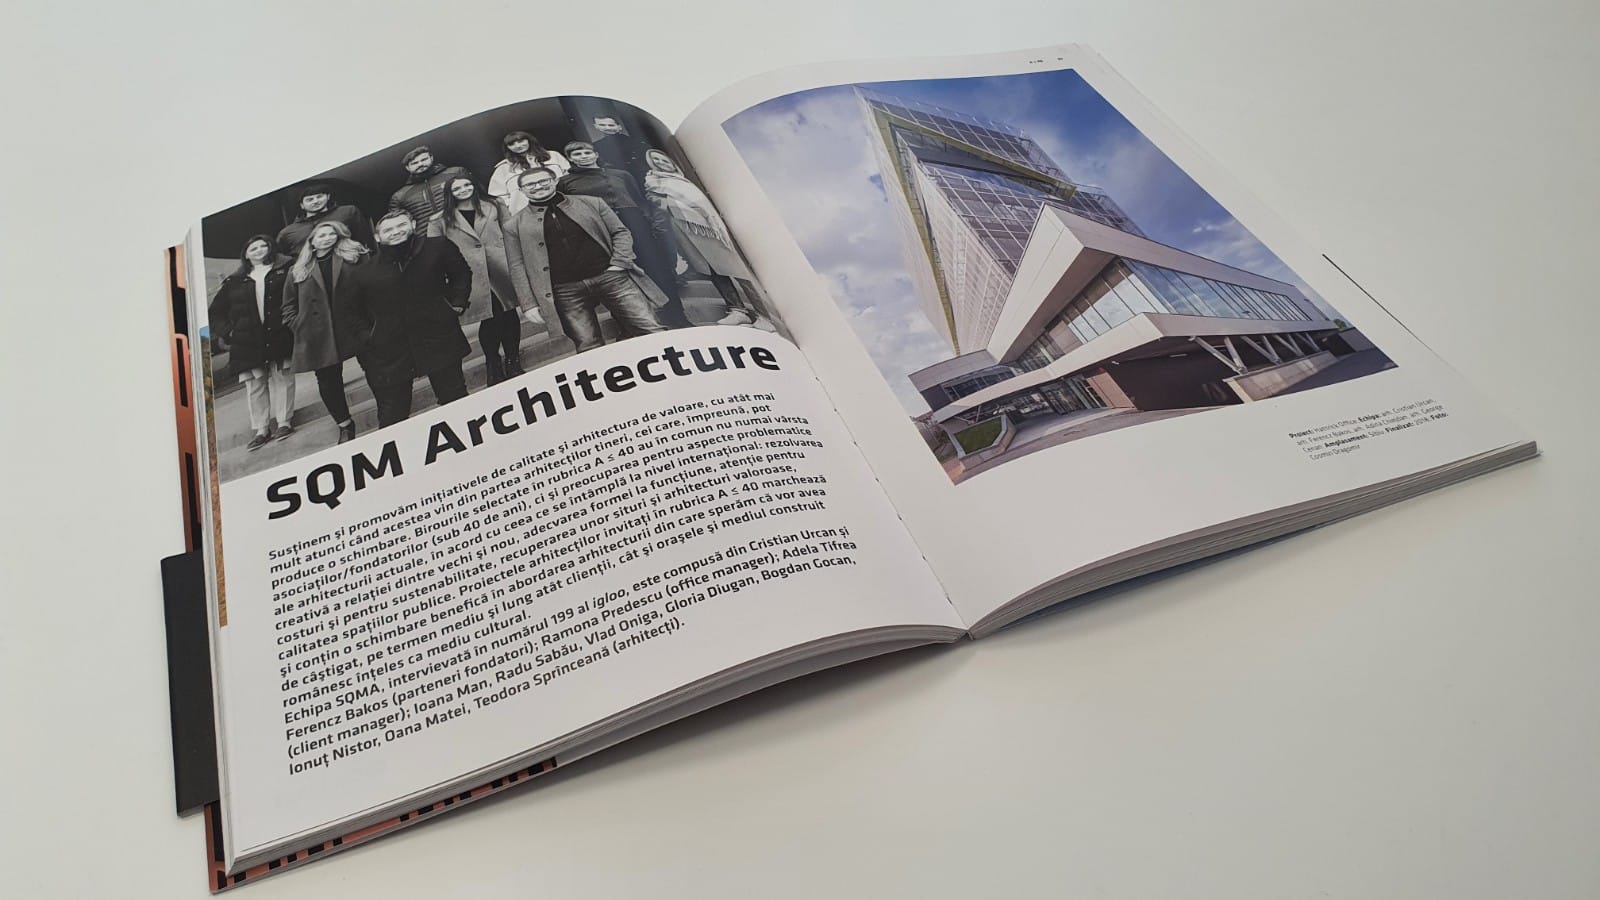 SQM Architecture
Susținem și promovăm inițiativele de calitate și arhitectura de valoare, cu atât mai
mult atunci când acestea vin din partea arhitecților tineri, cei care, împreună, pot
produce o schimbare. Birourile selectate în rubrica A ≤ 40 au în comun nu numai vârsta
asociaților/fondatorilor (sub 40 de ani), ci și preocuparea pentru aspecte problematice
ale arhitecturii actuale, în acord cu ceea ce se întâmplă la nivel internațional: rezolvarea
creativă a relației dintre vechi și nou, adecvarea formei la funcțiune, atenție pentru
costuri și pentru sustenabilitate, recuperarea unor situri și arhitecturi valoroase,
calitatea spațiilor publice. Proiectele arhitecților invitați în rubrica A ≤ 40 marchează
și conțin o schimbare benefică în abordarea arhitecturii din care sperăm că vor avea
de câștigat, pe termen mediu și lung atât clienții, cât și orașele și mediul construit
românesc înțeles ca mediu cultural.
Echipa SQMA, intervievată în numărul 199 al igloo, este compusă din Cristian Urcan și
Ferencz Bakos (parteneri fondatori); Ramona Predescu (office manager); Adela Tifrea
(client manager); Ioana Man, Radu Sabău, Vlad Oniga, Gloria Diugan, Bogdan Gocan,
Ionuț Nistor, Oana Matei, Teodora Sprînceană (arhitecți).
Proiect: Hattrick Office Echipa: arh. Cristian Urcan,
arh. Ferencz Bakos, arh. Adina Chindan, arh. George
Cenan Amplasament: Sibiu Finalizat: 2018 Foto:
Cosmin Dragomir